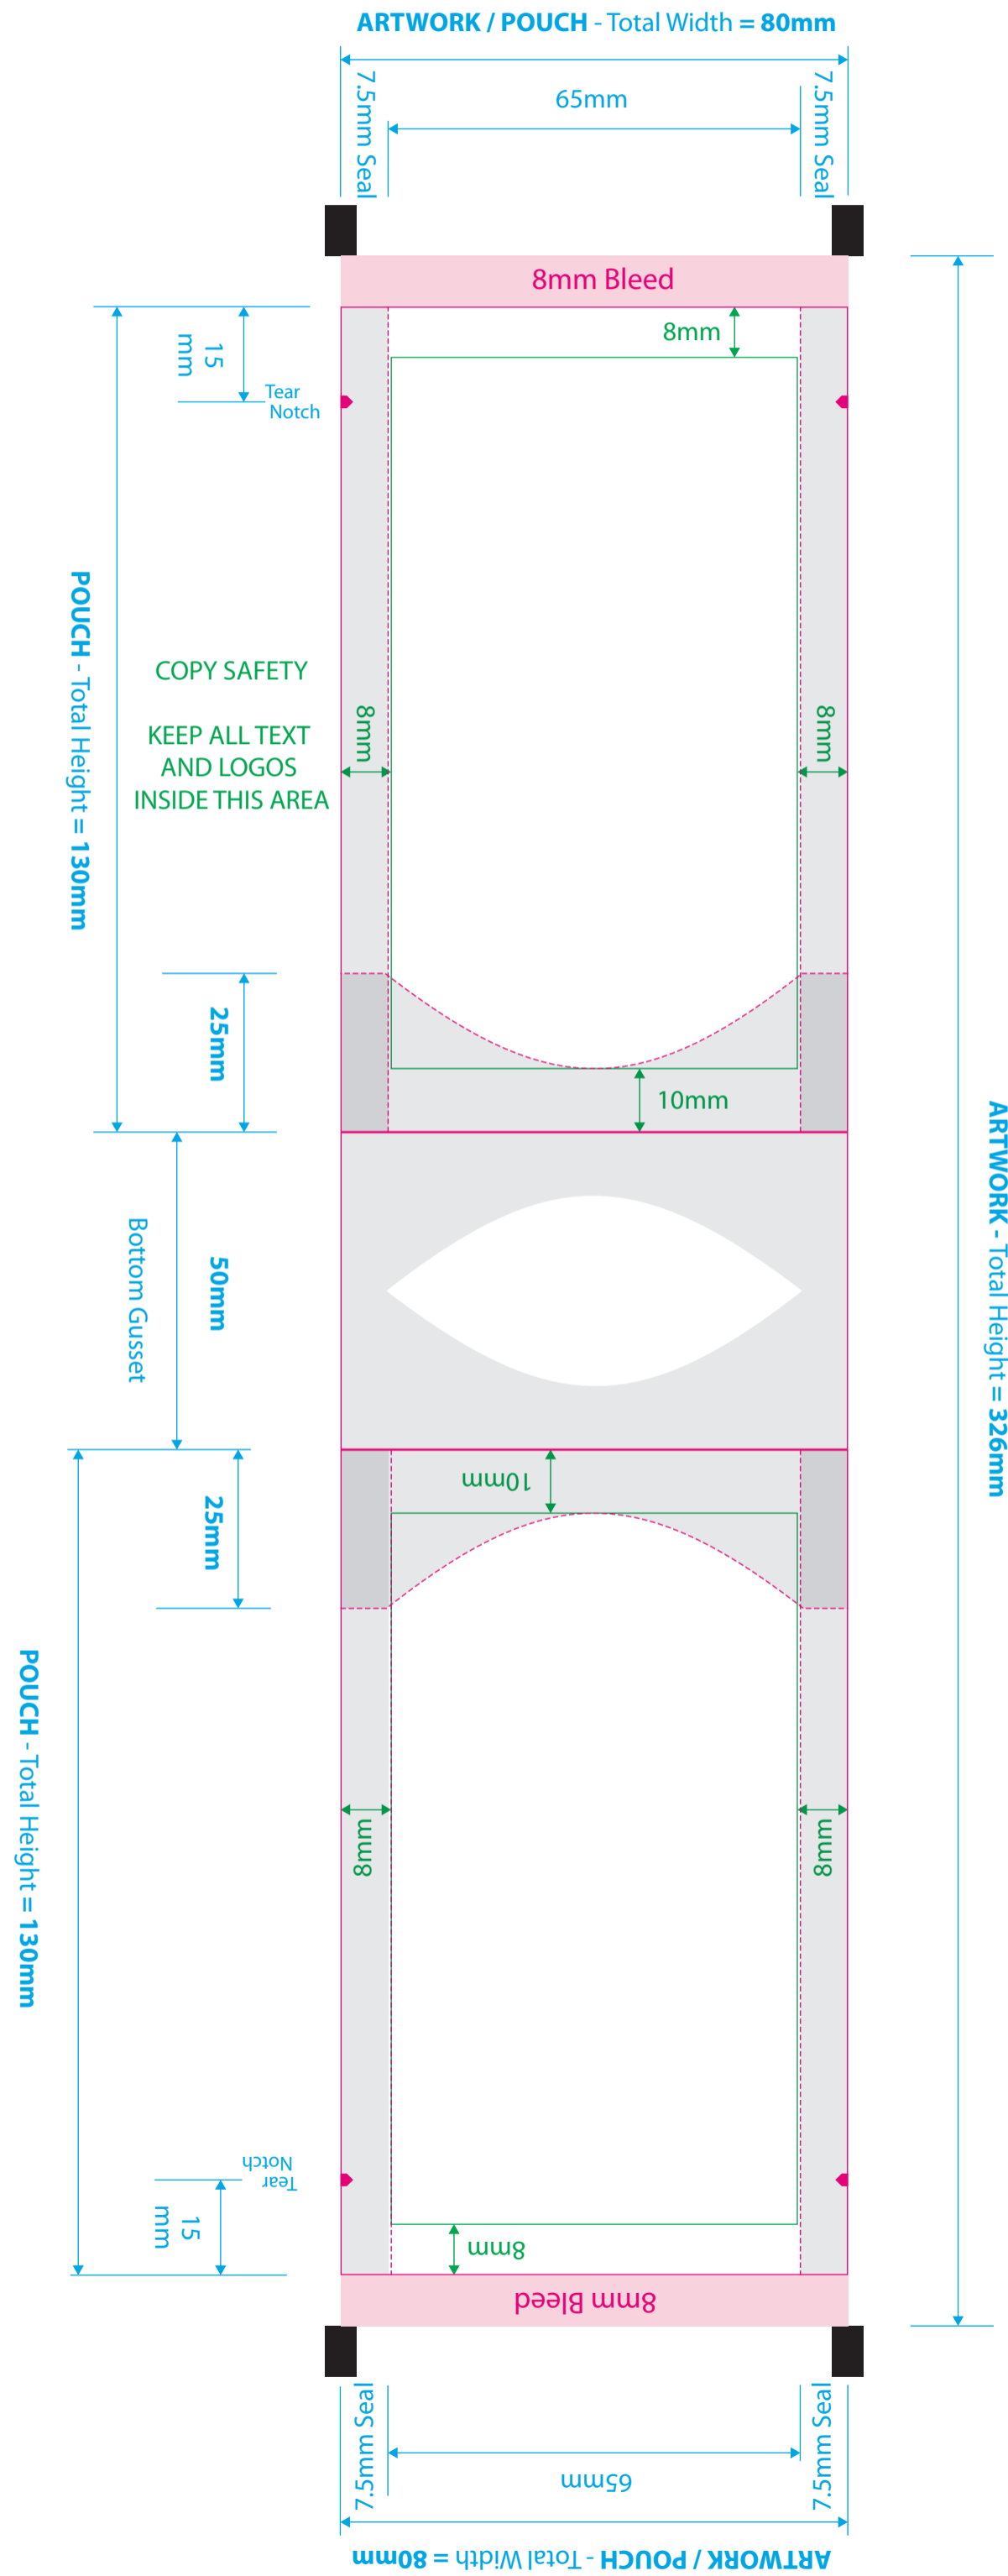 ARTWORK / POUCH - Total Width = 80mm
7.5mm Seal
65mm
7.5mm Seal
8mm Bleed
8mm
15
mm
Tear
Notch
POUCH - Total Height = 130mm
COPY SAFETY
KEEP ALL TEXT
AND LOGOS
INSIDE THIS AREA
8mm
8mm
25mm
10mm
ARTWORK - Total Height = 326mm
50mm
Bottom Gusset
10mm
25mm
POUCH - Total Height = 130mm
8mm
8mm
Tear
Notch
15
mm
8mm
8mm Bleed
7.5mm Seal
65mm
7.5mm Seal
ARTWORK / POUCH - Total Width = 80mm